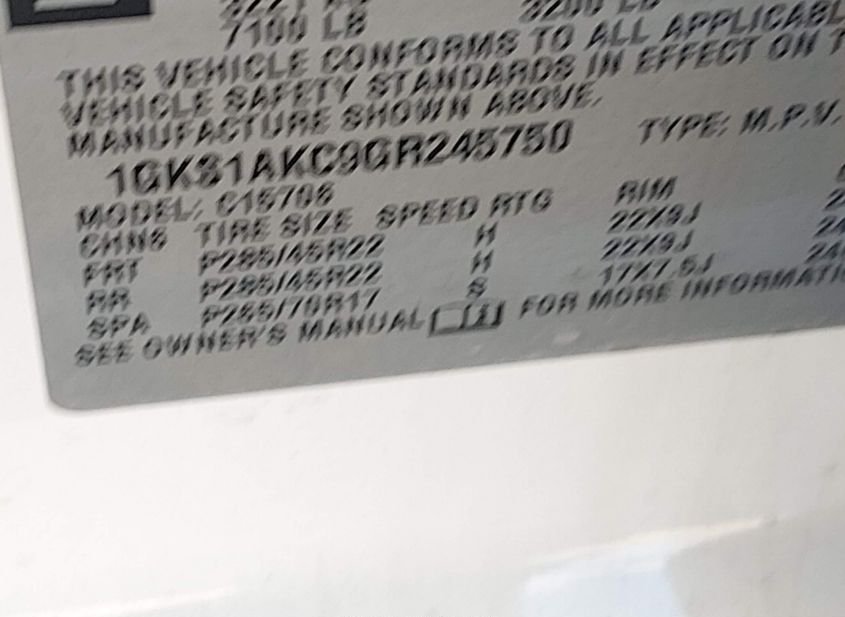 7100 LB
THIS VEHICLE CONFORMS TO ALL APPLICABL
VEHICLE SAFETY STANDARDS IN EFFECT ON T
MANUFACTURE SHOWN ABOVE.
1GKS1AKC9GR245750 TYPE: M.P.V.
MODEL: C15706
CHNG TIRE SIZE SPEED RTG RIM
FRT P285/45R22 H 22X9J
RR P285/45R22 H 22X9J
SPA P265/70R17 S 17X7.5J
SEE OWNER'S MANUAL FOR MORE INFORMATI